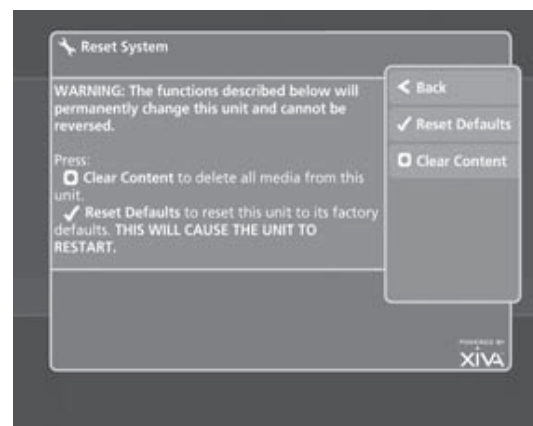 Reset System
WARNING: The functions described below will
permanently change this unit and cannot be
reversed.
Press:
Clear Content to delete all media from this
unit.
Reset Defaults to reset this unit to its factory
defaults. THIS WILL CAUSE THE UNIT TO
RESTART.
Back
Reset Defaults
Clear Content
POWERED BY
XiVA